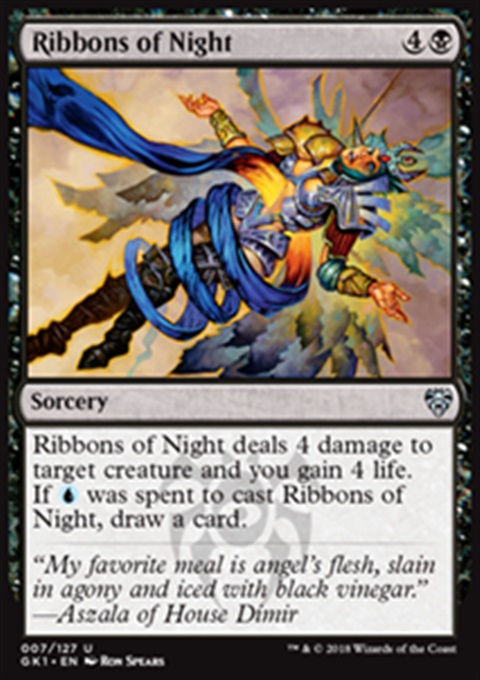 Ribbons of Night 4
Sorcery
Ribbons of Night deals 4 damage to
target creature and you gain 4 life.
If was spent to cast Ribbons of
Night, draw a card.
“My favorite meal is angel’s flesh, slain
in agony and iced with black vinegar.”
—Aszala of House Dimir
007/127 U
GK1 • EN Ron Spears
™ & © 2018 Wizards of the Coast